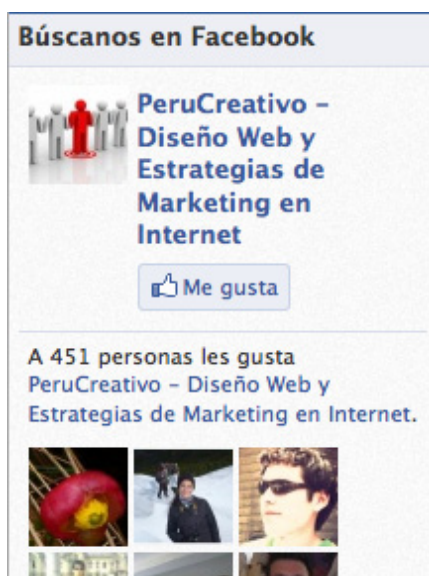 Búscanos en Facebook
PeruCreativo –
Diseño Web y
Estrategias de
Marketing en
Internet
Me gusta
A 451 personas les gusta
PeruCreativo – Diseño Web y
Estrategias de Marketing en Internet.